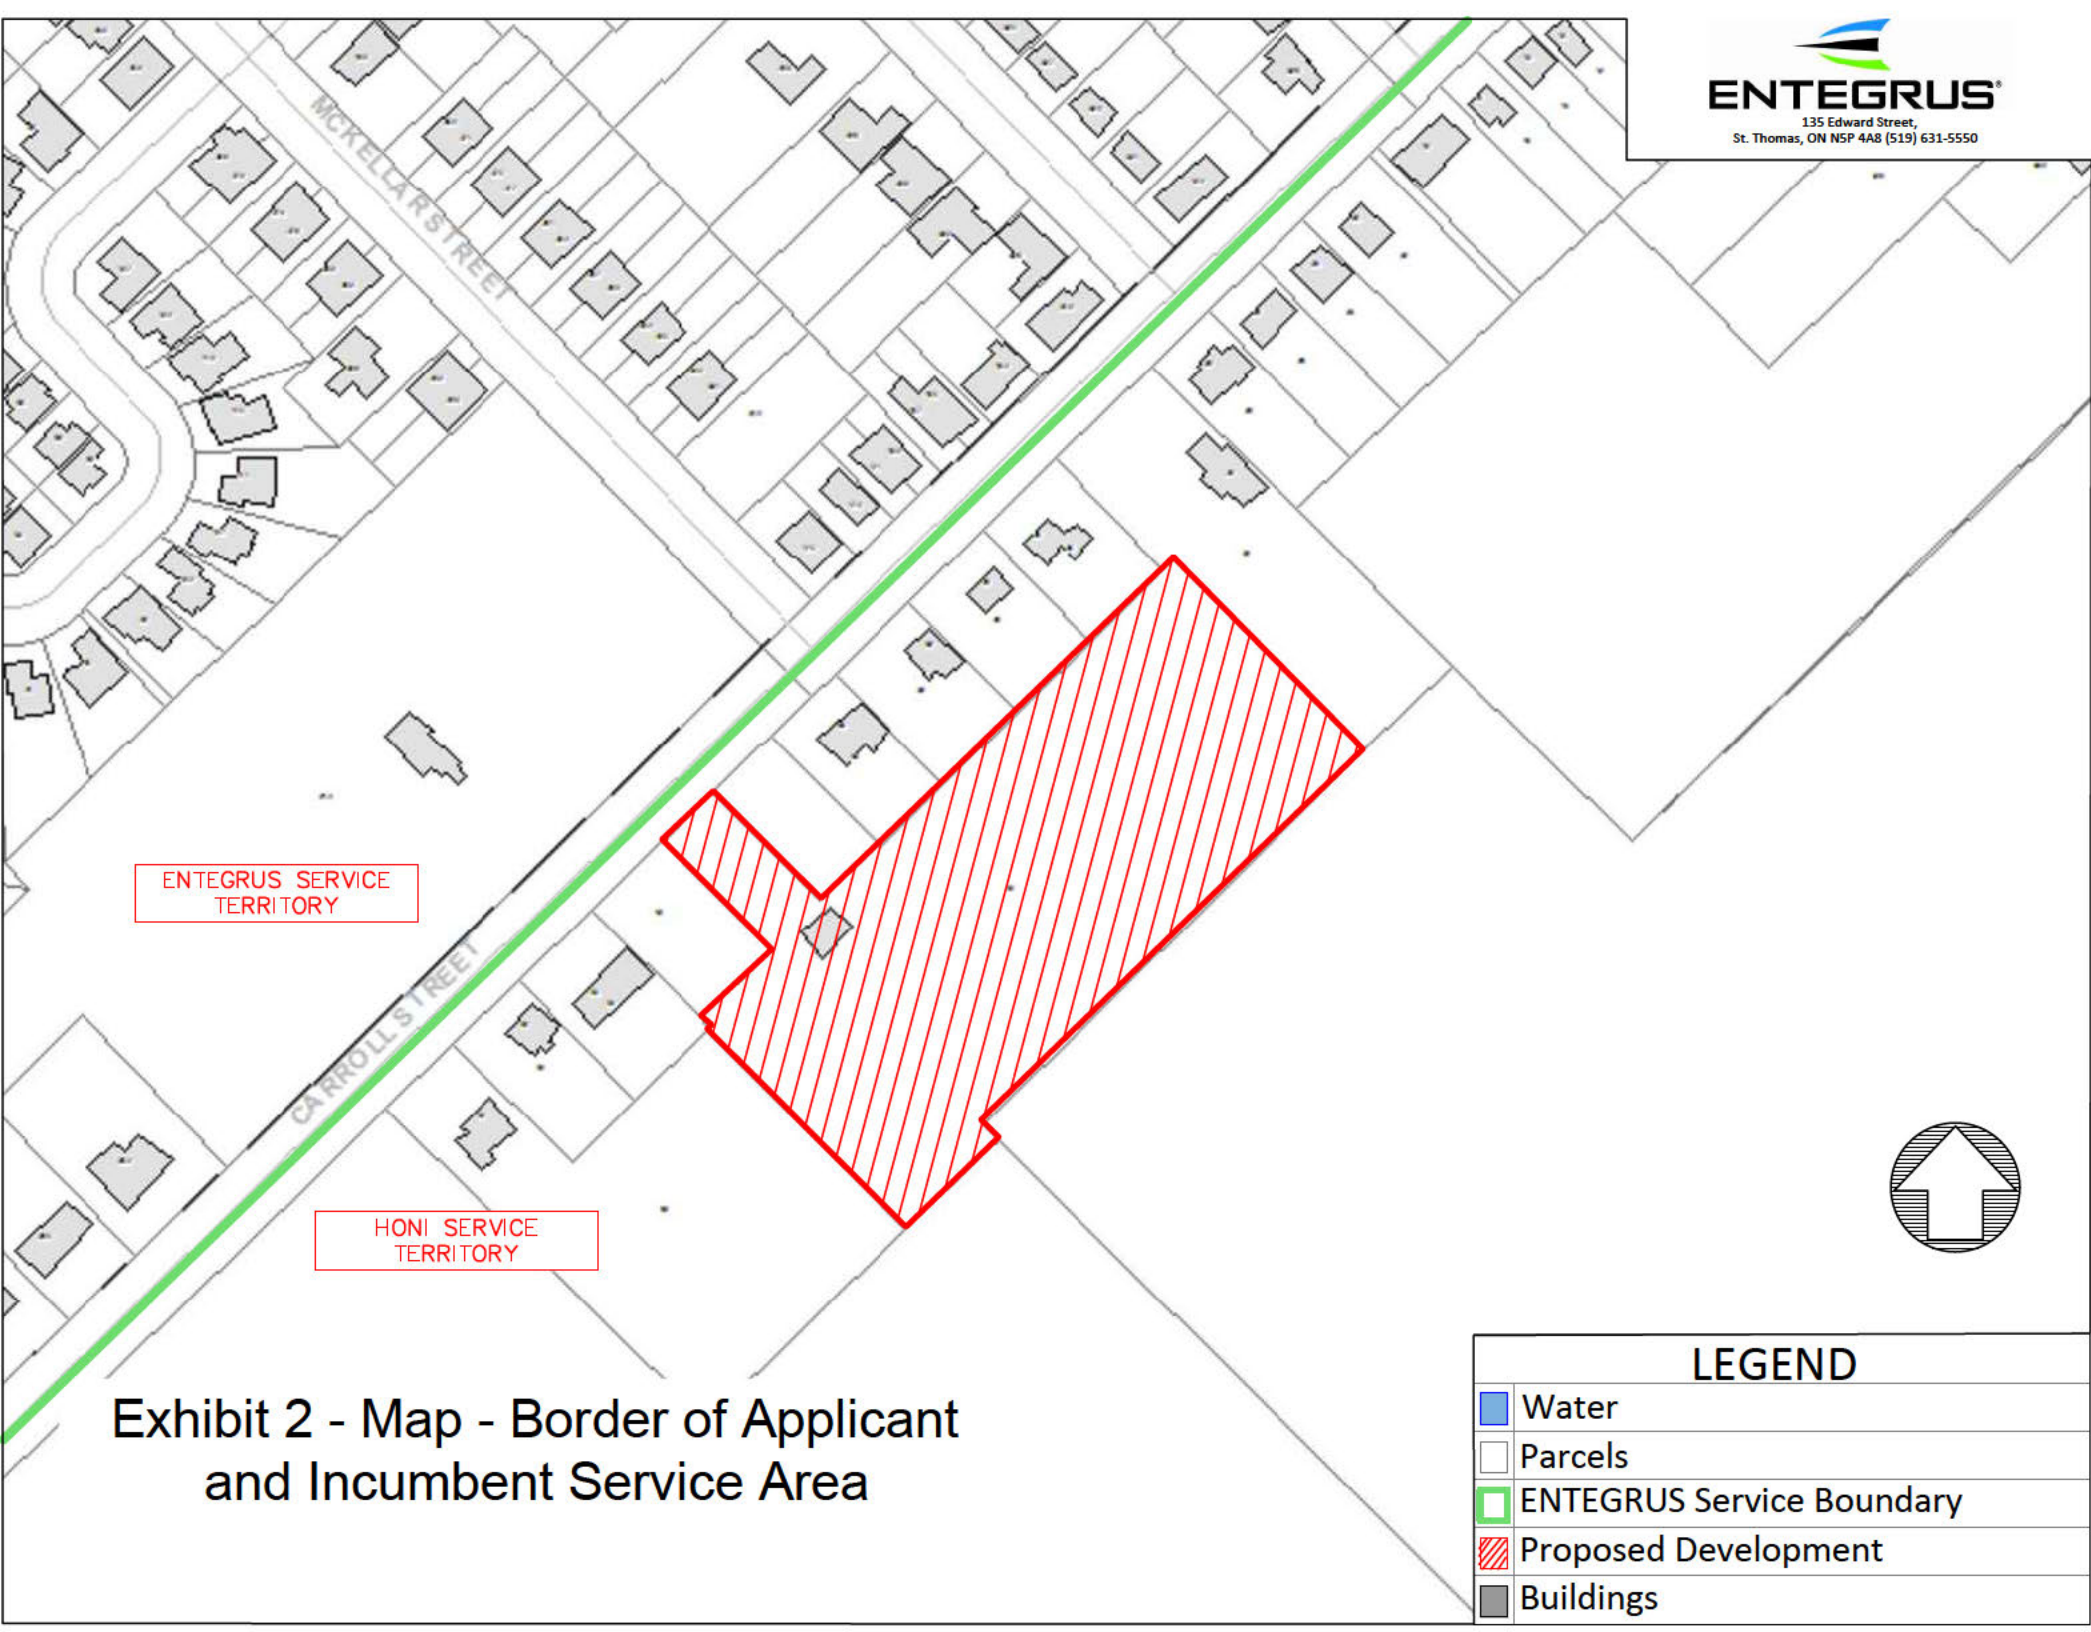 ENTEGRUS®
135 Edward Street,
St. Thomas, ON N5P 4A8 (519) 631-5550
MCKELLAR STREET
ENTEGRUS SERVICE
TERRITORY
CARROLL STREET
HONI SERVICE
TERRITORY
Exhibit 2 - Map - Border of Applicant
and Incumbent Service Area
LEGEND
Water
Parcels
ENTEGRUS Service Boundary
Proposed Development
Buildings